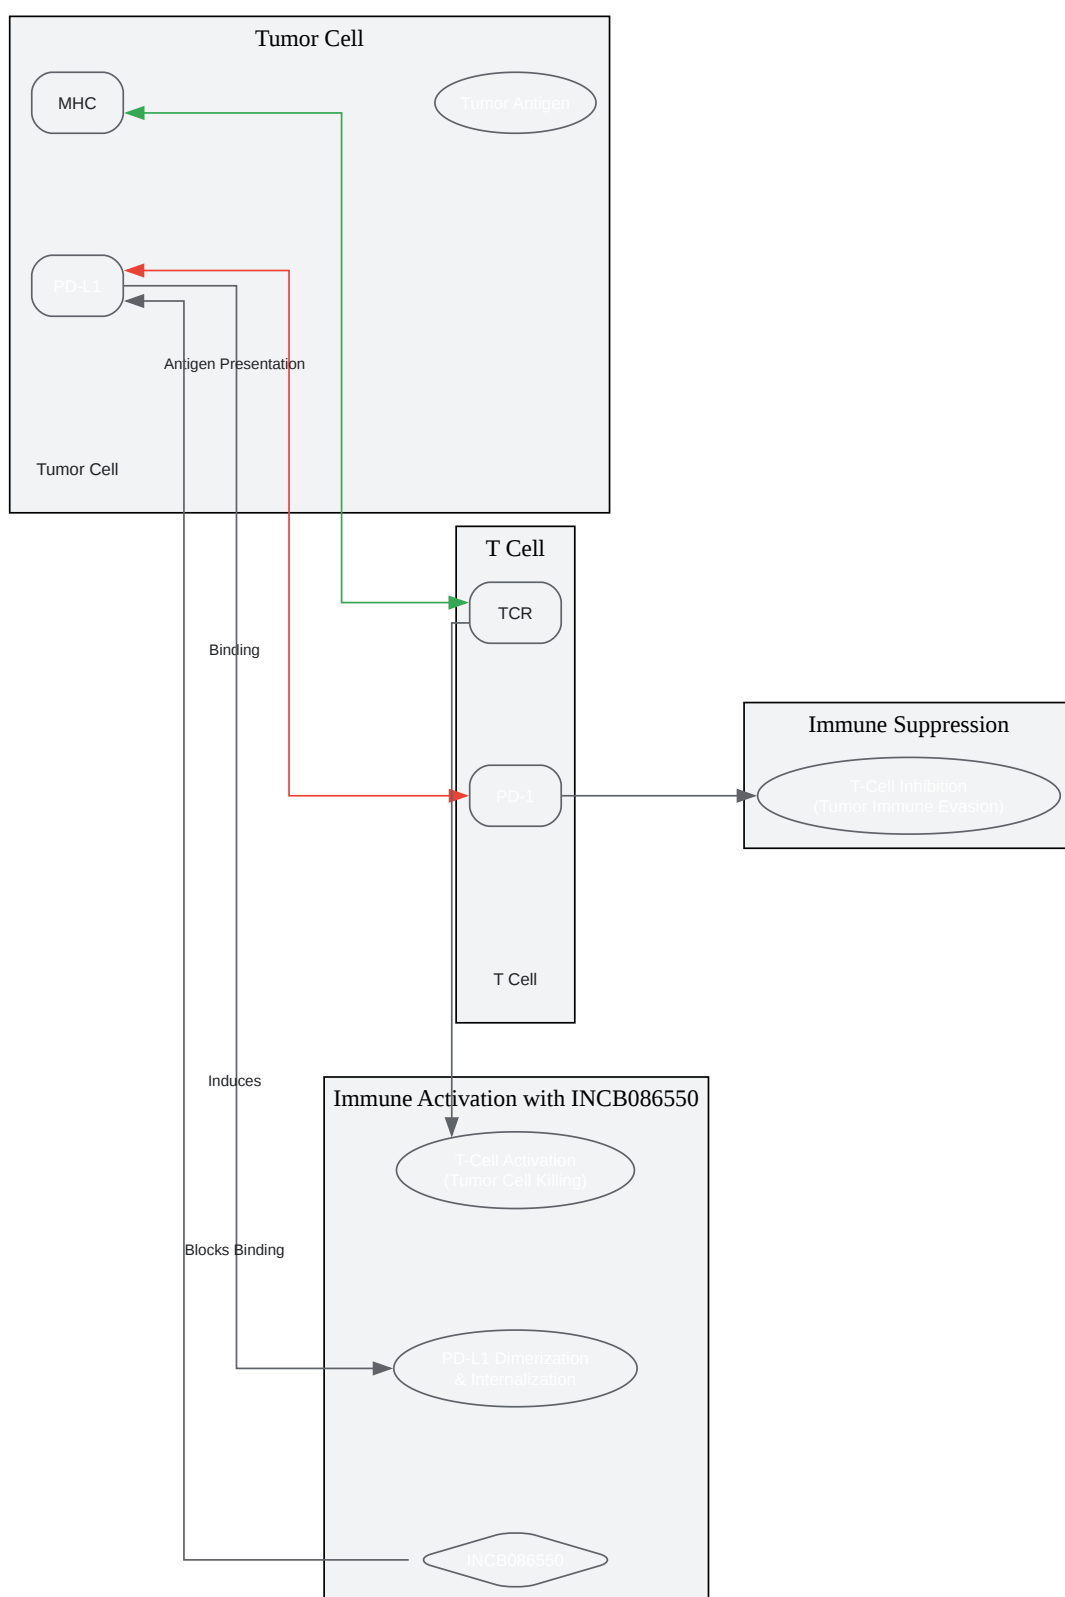 Tumor Cell
MHC
Tumor Antigen
PD-L1
Antigen Presentation
Tumor Cell
T Cell
TCR
Binding
Immune Suppression
T-Cell Inhibition
(Tumor Immune Evasion)
PD-1
T Cell
Induces
Immune Activation with INCB086550
T-Cell Activation
(Tumor Cell Killing)
Blocks Binding
PD-L1 Dimerization
& Internalization
INCB086550